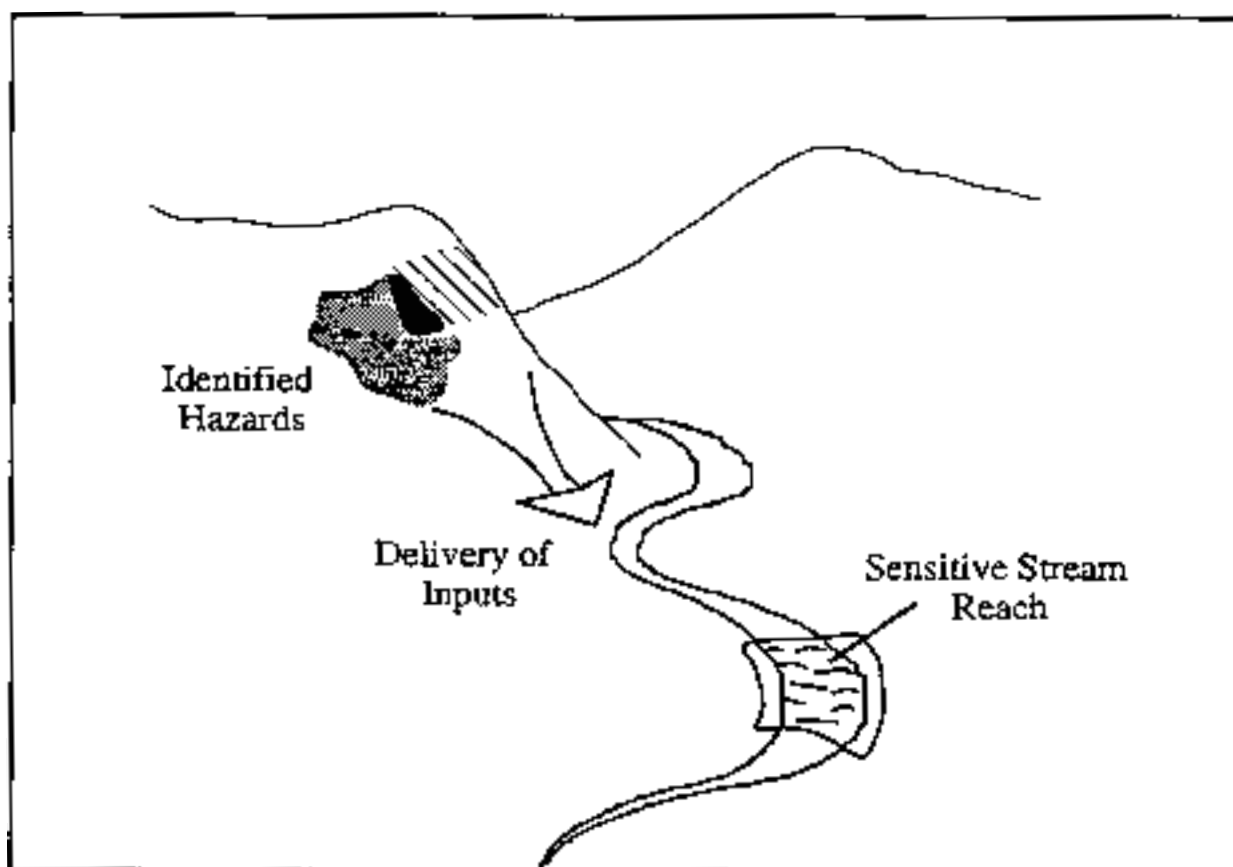 Identified
Hazards
Delivery of
Inputs
Sensitive Stream
Reach